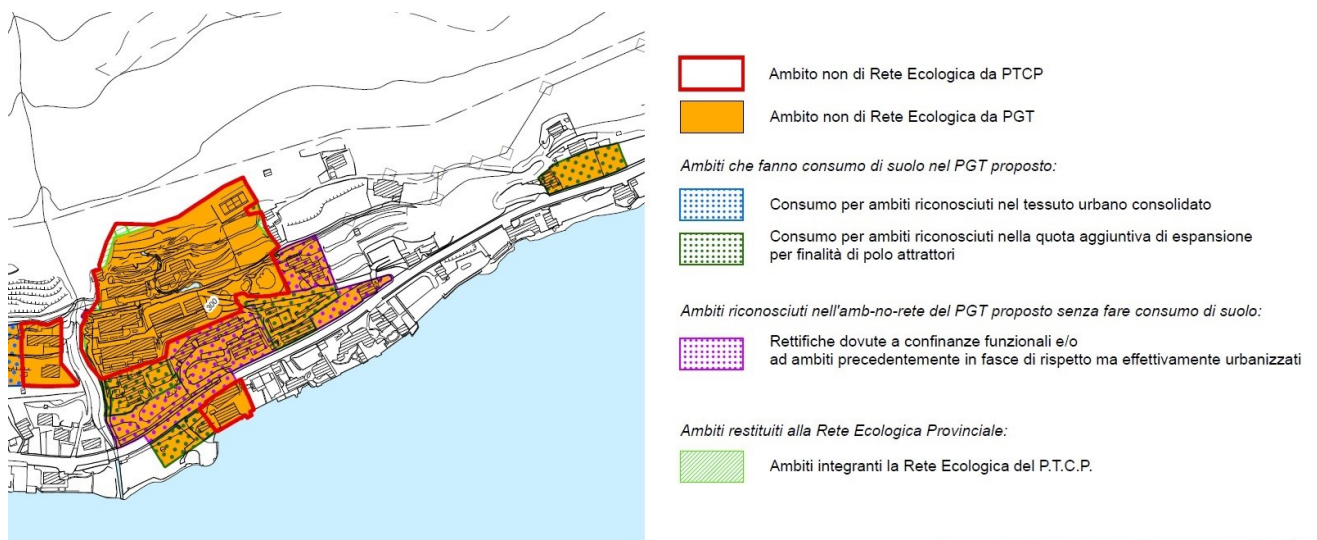 300
Ambito non di Rete Ecologica da PTCP
Ambito non di Rete Ecologica da PGT
Ambiti che fanno consumo di suolo nel PGT proposto:
Consumo per ambiti riconosciuti nel tessuto urbano consolidato
Consumo per ambiti riconosciuti nella quota aggiuntiva di espansione
per finalità di polo attrattori
Ambiti riconosciuti nell'amb-no-rete del PGT proposto senza fare consumo di suolo:
Rettifiche dovute a confinanze funzionali e/o
ad ambiti precedentemente in fasce di rispetto ma effettivamente urbanizzati
Ambiti restituiti alla Rete Ecologica Provinciale:
Ambiti integranti la Rete Ecologica del P.T.C.P.